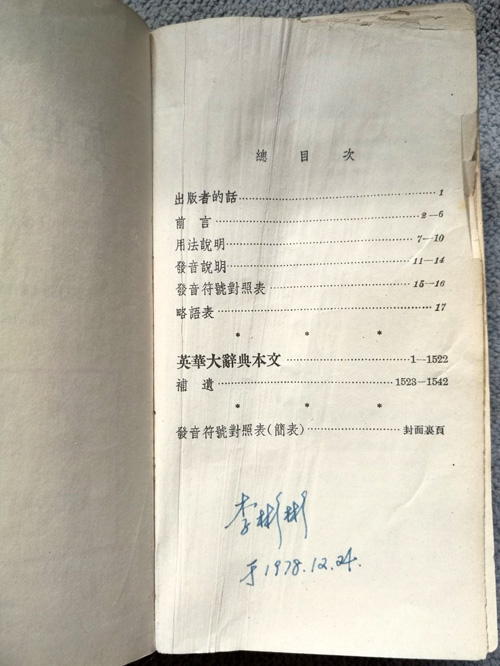 總 目 次
出版者的話 1
前 言 2—6
用法說明 7—10
發音說明 11—14
發音符號對照表 15—16
略語表 17
* * *
英華大辭典本文 1—1522
補 遺 1523—1542
* * *
發音符號對照表(簡表) 封面裏頁
李彬彬
于1978.12.24.